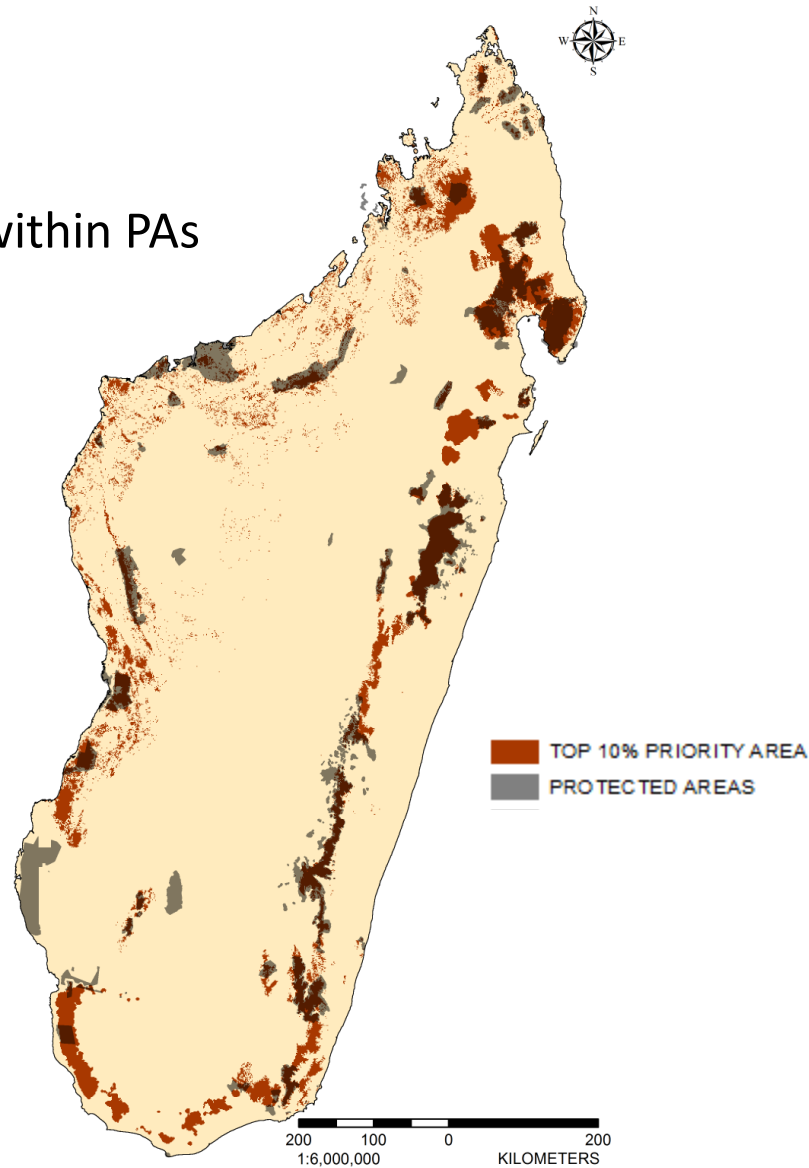 N
W E
S
within PAs
TOP 10% PRIORITY AREA
PROTECTED AREAS
200 100 0 200
1:6,000,000 KILOMETERS